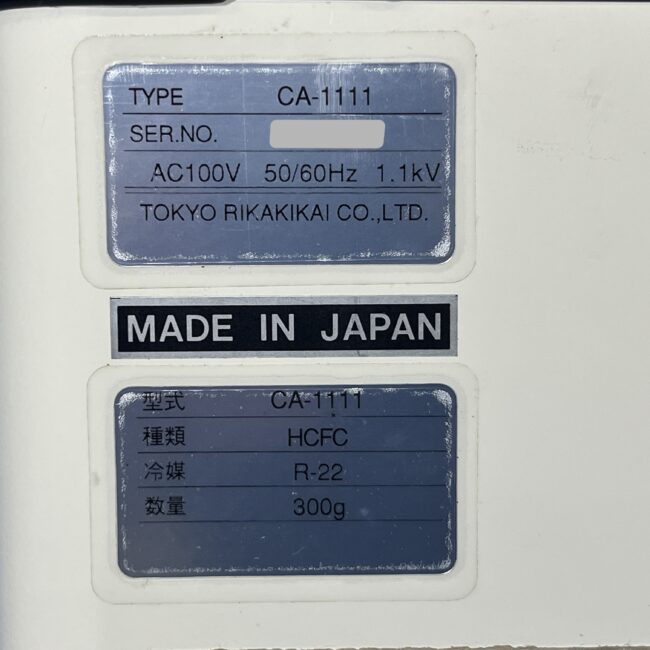 TYPE CA-1111
SER.NO.
AC100V 50/60Hz 1.1kV
TOKYO RIKAKIKAI CO.,LTD.
MADE IN JAPAN
型式 CA-1111
種類 HCFC
冷媒 R-22
数量 300g